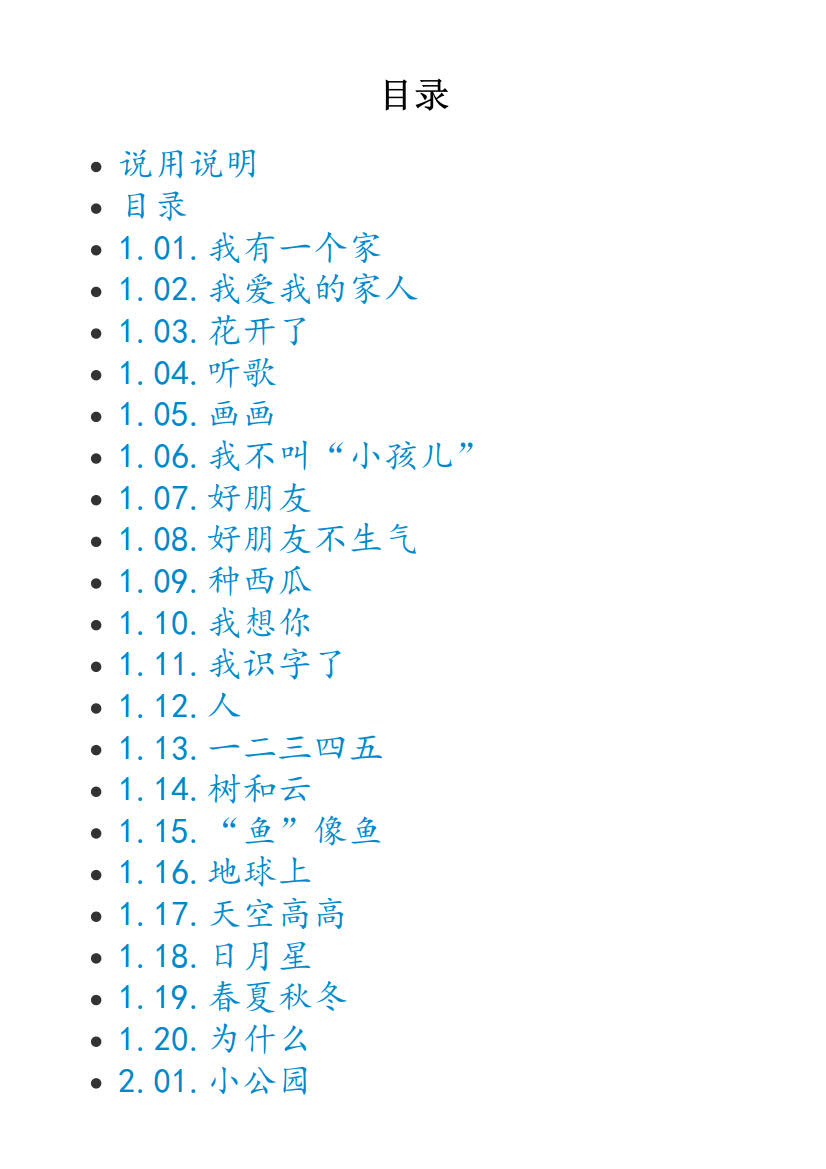 目录
说用说明
目录
1.01.我有一个家
1.02.我爱我的家人
1.03.花开了
1.04.听歌
1.05.画画
1.06.我不叫“小孩儿”
1.07.好朋友
1.08.好朋友不生气
1.09.种西瓜
1.10.我想你
1.11.我识字了
1.12.人
1.13.一二三四五
1.14.树和云
1.15.“鱼”像鱼
1.16.地球上
1.17.天空高高
1.18.日月星
1.19.春夏秋冬
1.20.为什么
2.01.小公园